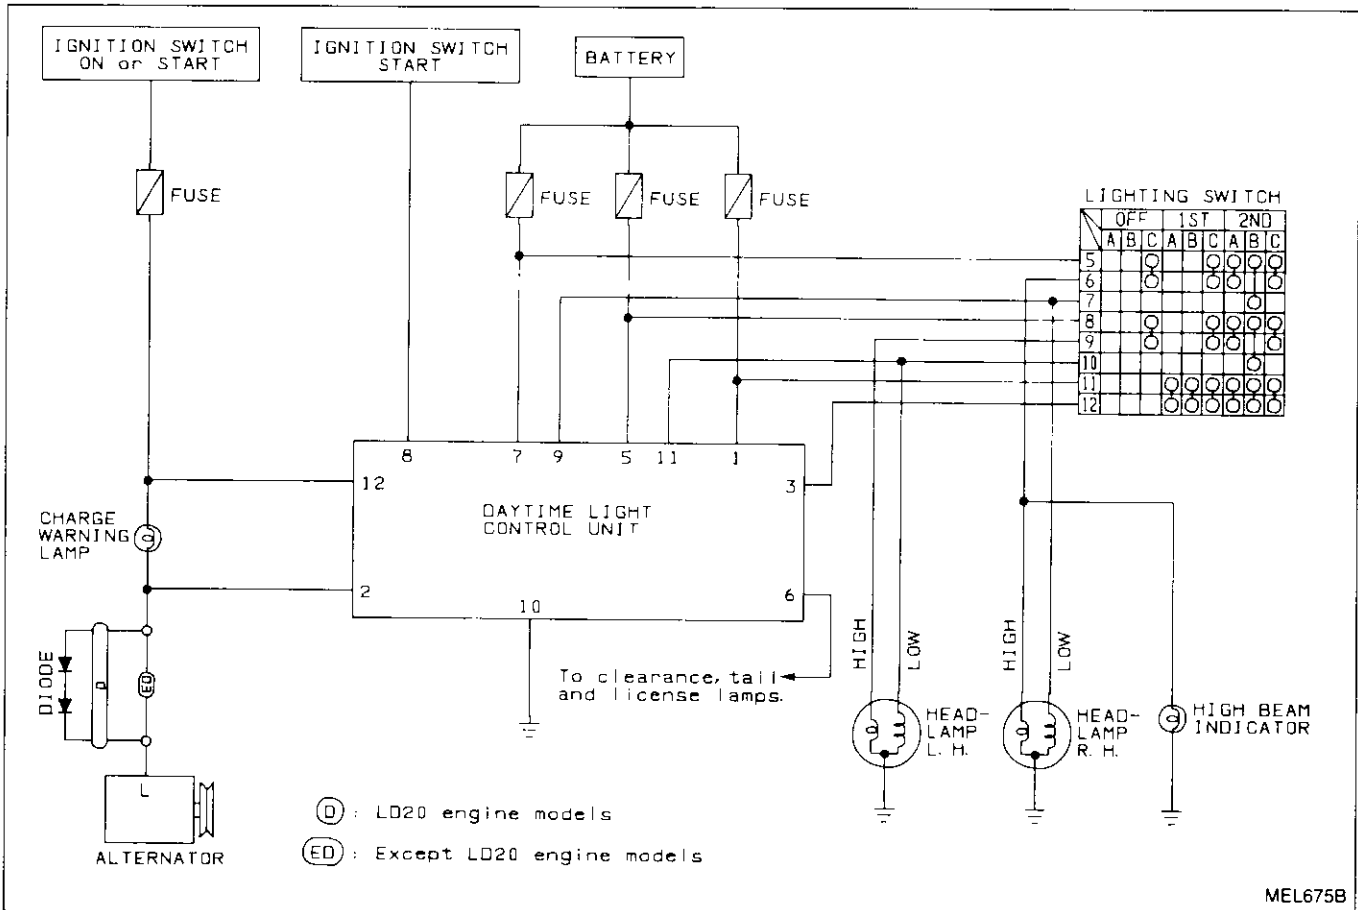 IGNITION SWITCH
ON or START
IGNITION SWITCH
START
BATTERY
FUSE
FUSE
FUSE
FUSE
LIGHTING SWITCH
OFF 1ST 2ND
A B C A B C A B C
5
6
7
8
9
10
11
12
8 7 9 5 11 1
12
3
DAYTIME LIGHT
CONTROL UNIT
2
10
6
CHARGE
WARNING
LAMP
DIODE
D
ED
L
ALTERNATOR
To clearance, tail
and license lamps.
HIGH
LOW
HIGH
LOW
HEAD-
LAMP
L. H.
HEAD-
LAMP
R. H.
HIGH BEAM
INDICATOR
D : LD20 engine models
ED : Except LD20 engine models
MEL675B